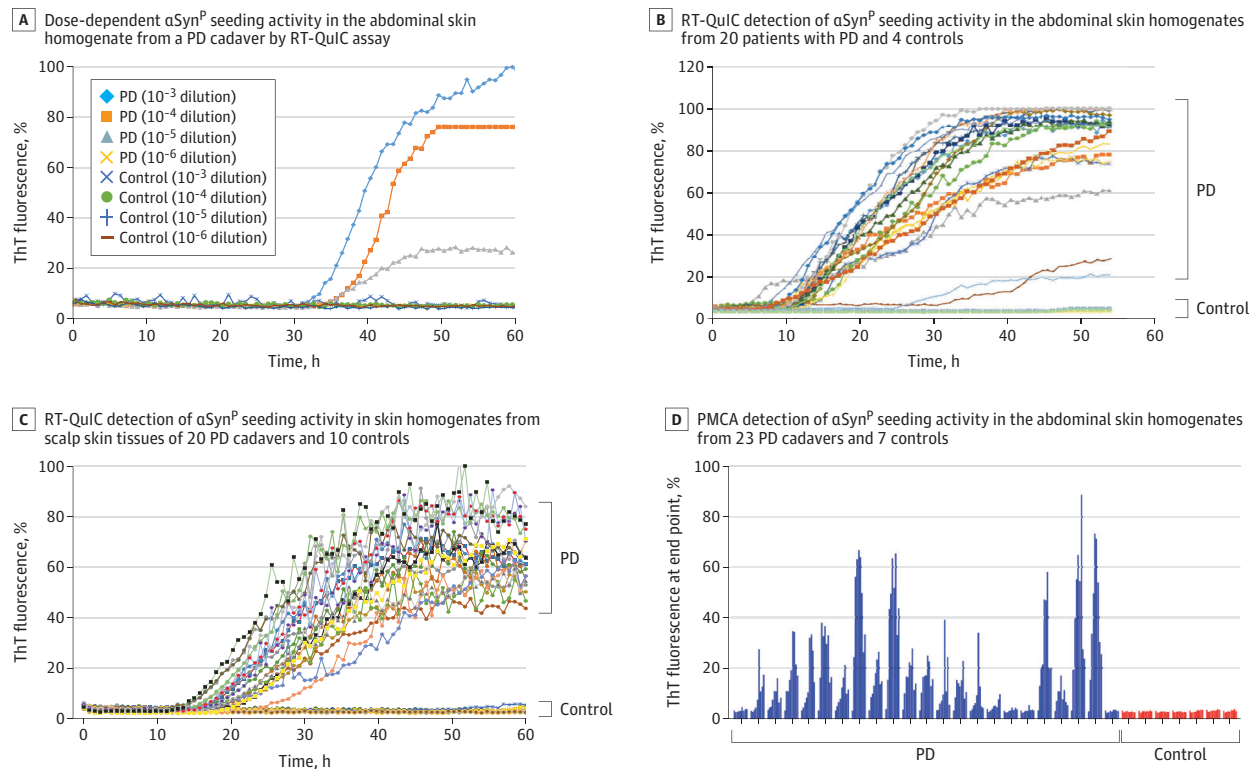 A Dose-dependent αSynᴾ seeding activity in the abdominal skin
homogenate from a PD cadaver by RT-QuIC assay
100
80
60
40
20
0
ThT fluorescence, %
PD (10⁻³ dilution)
PD (10⁻⁴ dilution)
PD (10⁻⁵ dilution)
PD (10⁻⁶ dilution)
Control (10⁻³ dilution)
Control (10⁻⁴ dilution)
Control (10⁻⁵ dilution)
Control (10⁻⁶ dilution)
0 10 20 30 40 50 60
Time, h
B RT-QuIC detection of αSynᴾ seeding activity in the abdominal skin homogenates
from 20 patients with PD and 4 controls
120
100
80
60
40
20
0
ThT fluorescence, %
PD
Control
0 10 20 30 40 50 60
Time, h
C RT-QuIC detection of αSynᴾ seeding activity in skin homogenates from
scalp skin tissues of 20 PD cadavers and 10 controls
100
80
60
40
20
0
ThT fluorescence, %
PD
Control
0 10 20 30 40 50 60
Time, h
D PMCA detection of αSynᴾ seeding activity in the abdominal skin homogenates
from 23 PD cadavers and 7 controls
100
80
60
40
20
0
ThT fluorescence at end point, %
PD Control